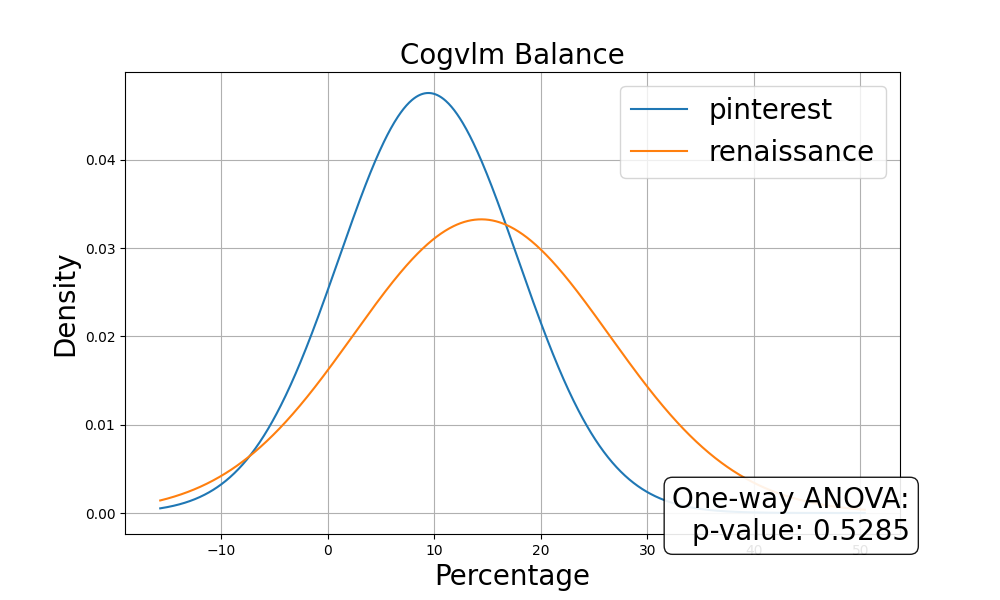 Cogvlm Balance
pinterest
renaissance
0.04
0.03
0.02
0.01
0.00
Density
−10
0
10
20
30
40
50
Percentage
One-way ANOVA:
p-value: 0.5285